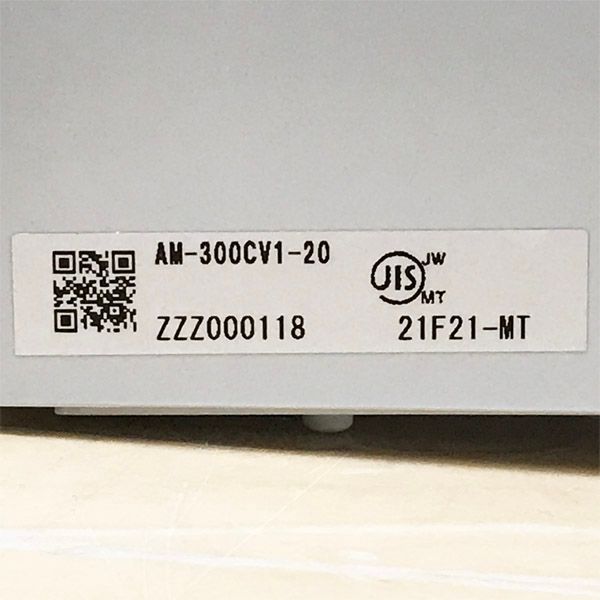 AM-300CV1-20
ZZZ000118
JIS
JW
MT
21F21-MT